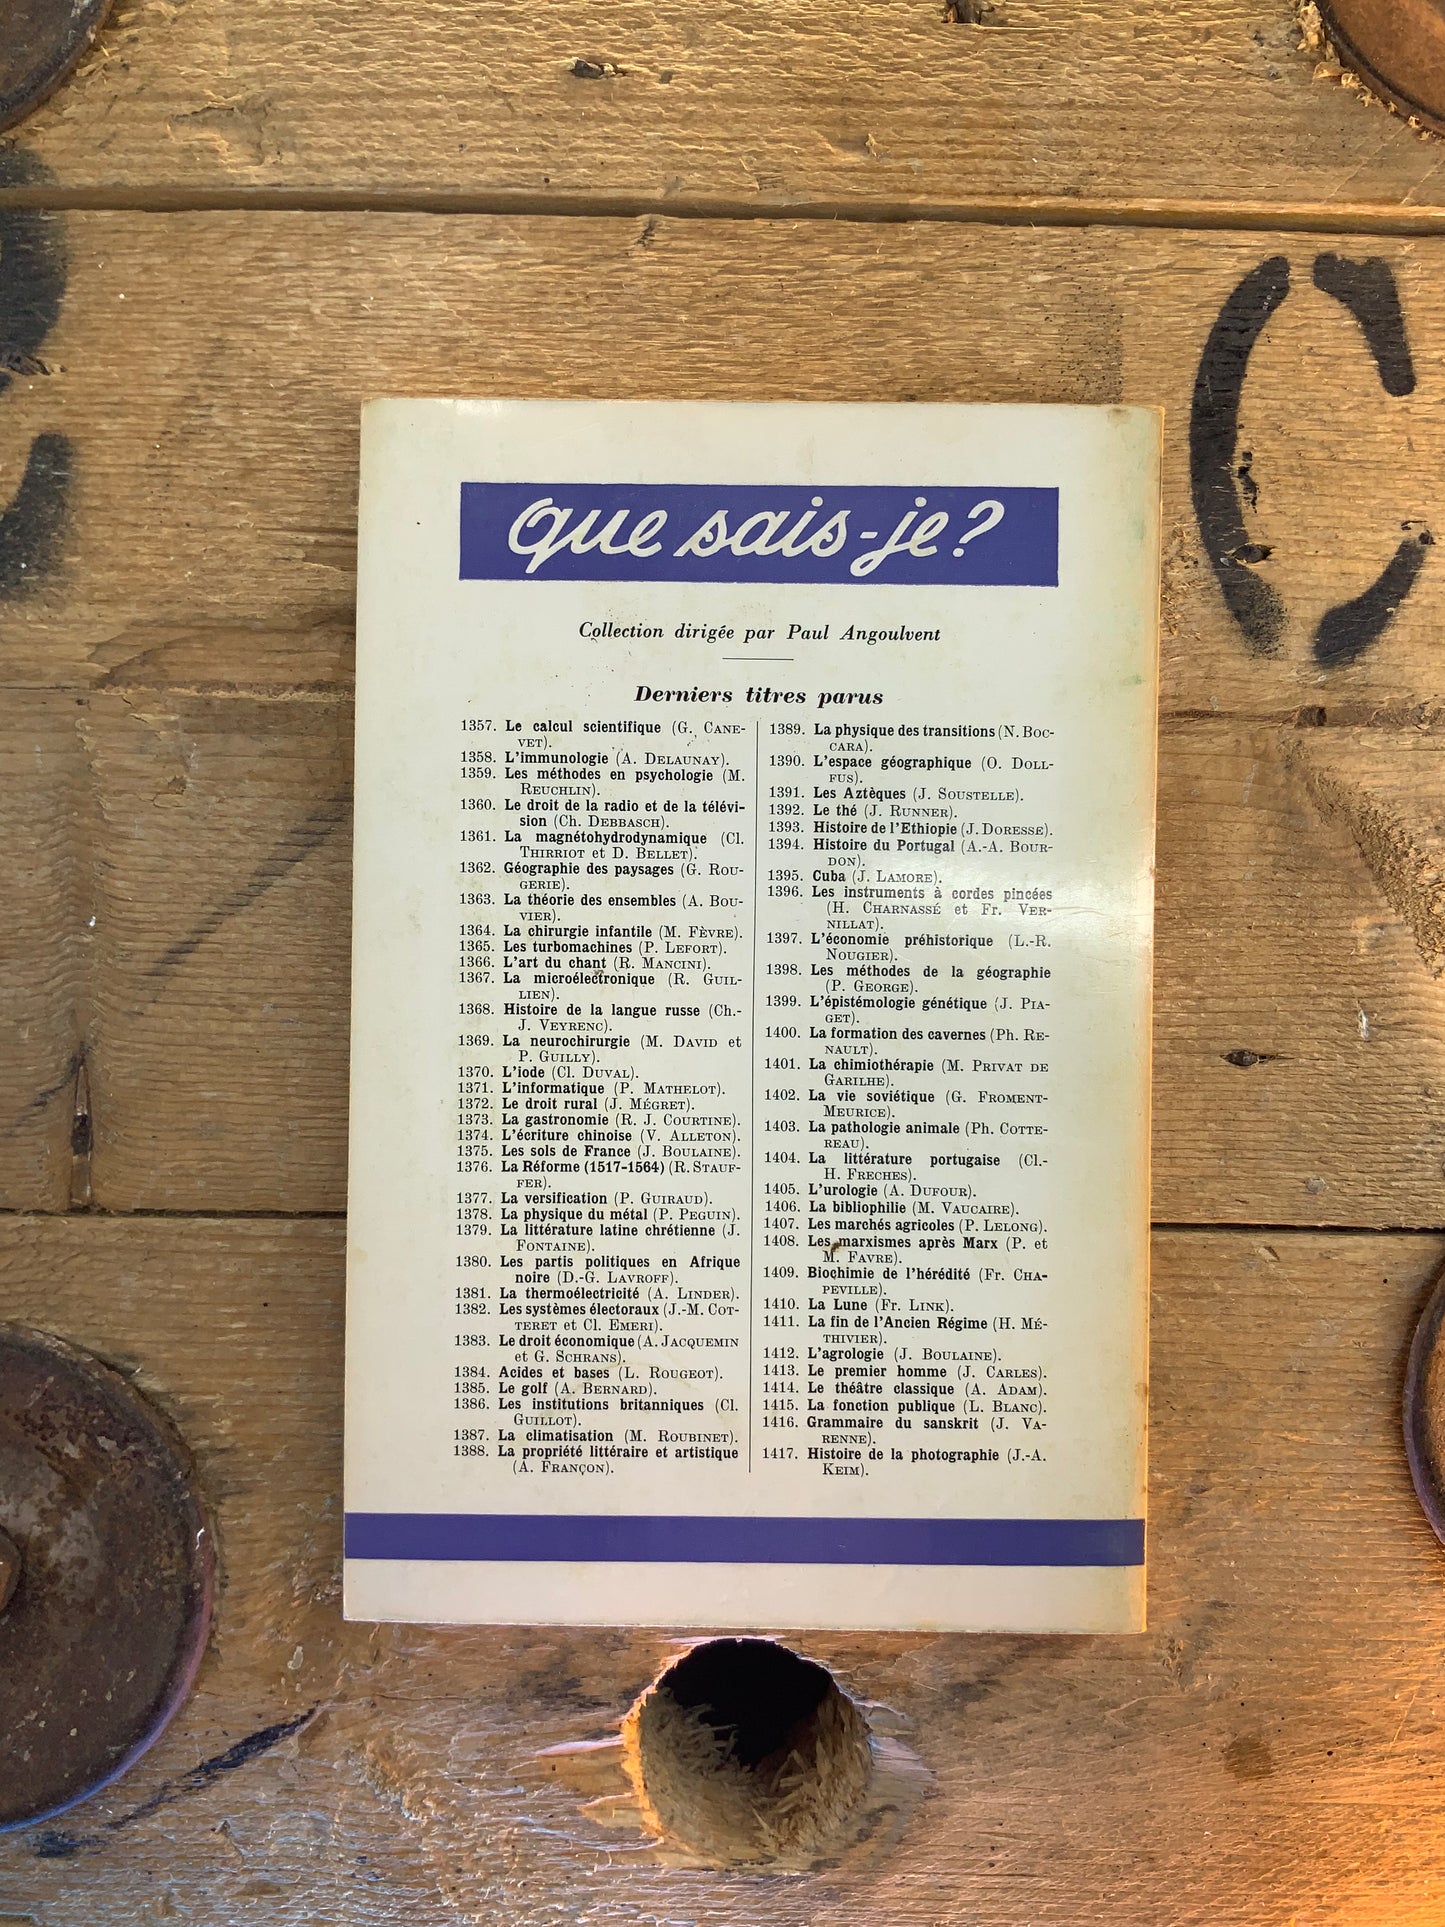 que sais-je?
Collection dirigée par Paul Angoulvent
Derniers titres parus
1357. Le calcul scientifique (G. CANE-
VET).
1358. L'immunologie (A. DELAUNAY).
1359. Les méthodes en psychologie (M.
REUCHLIN).
1360. Le droit de la radio et de la télévi-
sion (Ch. DEBBASCH).
1361. La magnétohydrodynamique (Cl.
THIRRIOT et D. BELLET).
1362. Géographie des paysages (G. ROU-
GERIE).
1363. La théorie des ensembles (A. BOU-
VIER).
1364. La chirurgie infantile (M. FÈVRE).
1365. Les turbomachines (P. LEFORT).
1366. L'art du chant (R. MANCINI).
1367. La microélectronique (R. GUIL-
LIEN).
1368. Histoire de la langue russe (Ch.-
J. VEYRENC).
1369. La neurochirurgie (M. DAVID et
P. GUILLY).
1370. L'iode (Cl. DUVAL).
1371. L'informatique (P. MATHELOT).
1372. Le droit rural (J. MÉGRET).
1373. La gastronomie (R. J. COURTINE).
1374. L'écriture chinoise (V. ALLETON).
1375. Les sols de France (J. BOULAINE).
1376. La Réforme (1517-1564) (R. STAUF-
FER).
1377. La versification (P. GUIRAUD).
1378. La physique du métal (P. PEGUIN).
1379. La littérature latine chrétienne (J.
FONTAINE).
1380. Les partis politiques en Afrique
noire (D.-G. LAVROFF).
1381. La thermoélectricité (A. LINDER).
1382. Les systèmes électoraux (J.-M. COT-
TERET et Cl. EMERI).
1383. Le droit économique (A. JACQUEMIN
et G. SCHRANS).
1384. Acides et bases (L. ROUGEOT).
1385. Le golf (A. BERNARD).
1386. Les institutions britanniques (Cl.
GUILLOT).
1387. La climatisation (M. ROUBINET).
1388. La propriété littéraire et artistique
(A. FRANÇON).
1389. La physique des transitions (N. BOC-
CARA).
1390. L'espace géographique (O. DOLL-
FUS).
1391. Les Aztèques (J. SOUSTELLE).
1392. Le thé (J. RUNNER).
1393. Histoire de l'Ethiopie (J. DORESSE).
1394. Histoire du Portugal (A.-A. BOUR-
DON).
1395. Cuba (J. LAMORE).
1396. Les instruments à cordes pincées
(H. CHARNASSÉ et Fr. VER-
NILLAT).
1397. L'économie préhistorique (L.-R.
NOUGIER).
1398. Les méthodes de la géographie
(P. GEORGE).
1399. L'épistémologie génétique (J. PIA-
GET).
1400. La formation des cavernes (Ph. RE-
NAULT).
1401. La chimiothérapie (M. PRIVAT DE
GARILHE).
1402. La vie soviétique (G. FROMENT-
MEURICE).
1403. La pathologie animale (Ph. COTTE-
REAU).
1404. La littérature portugaise (Cl.-
H. FRECHES).
1405. L'urologie (A. DUFOUR).
1406. La bibliophilie (M. VAUCAIRE).
1407. Les marchés agricoles (P. LELONG).
1408. Les marxismes après Marx (P. et
M. FAVRE).
1409. Biochimie de l'hérédité (Fr. CHA-
PEVILLE).
1410. La Lune (Fr. LINK).
1411. La fin de l'Ancien Régime (H. MÉ-
THIVIER).
1412. L'agrologie (J. BOULAINE).
1413. Le premier homme (J. CARLES).
1414. Le théâtre classique (A. ADAM).
1415. La fonction publique (L. BLANC).
1416. Grammaire du sanskrit (J. VA-
RENNE).
1417. Histoire de la photographie (J.-A.
KEIM).